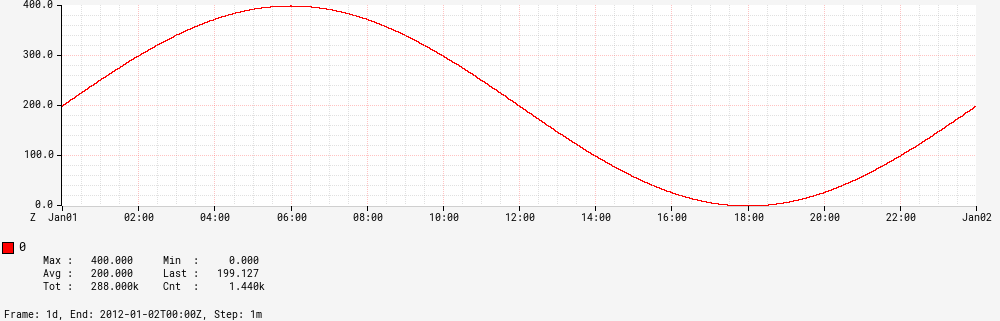 400.0
300.0
200.0
100.0
0.0
Z Jan01 02:00 04:00 06:00 08:00 10:00 12:00 14:00 16:00 18:00 20:00 22:00 Jan02
0
Max : 400.000 Min : 0.000
Avg : 200.000 Last : 199.127
Tot : 288.000k Cnt : 1.440k
Frame: 1d, End: 2012-01-02T00:00Z, Step: 1m